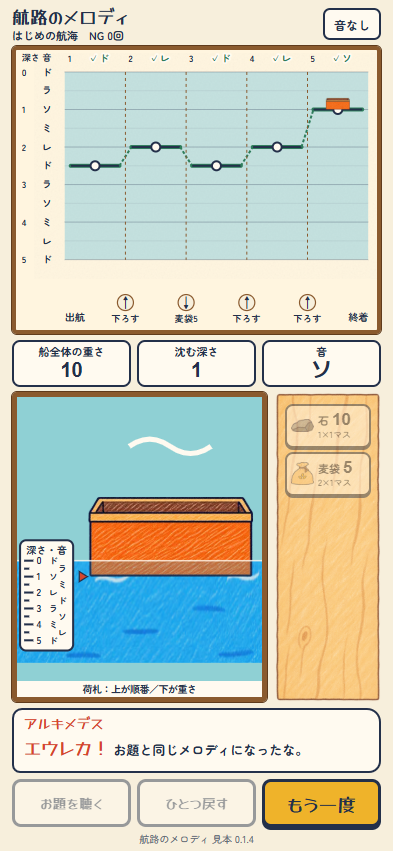 航路のメロディ
はじめの航海 NG 0回
音なし
深さ 音 1 ✓ド 2 ✓レ 3 ✓ド 4 ✓レ 5 ✓ソ
0 ド
ラ
1 ソ
ミ
2 レ
ド
3 ラ
ソ
4 ミ
レ
5 ド
出航 下ろす 麦袋5 下ろす 下ろす 終着
船全体の重さ
10
沈む深さ
1
音
ソ
石 10
1×1マス
麦袋 5
2×1マス
深さ・音
0 ド
ラ
1 ソ
ミ
2 レ
ド
3 ラ
ソ
4 ミ
レ
5 ド
荷札：上が順番／下が重さ
アルキメデス
エウレカ！ お題と同じメロディになったな。
お題を聴く
ひとつ戻す
もう一度
航路のメロディ 見本 0.1.4